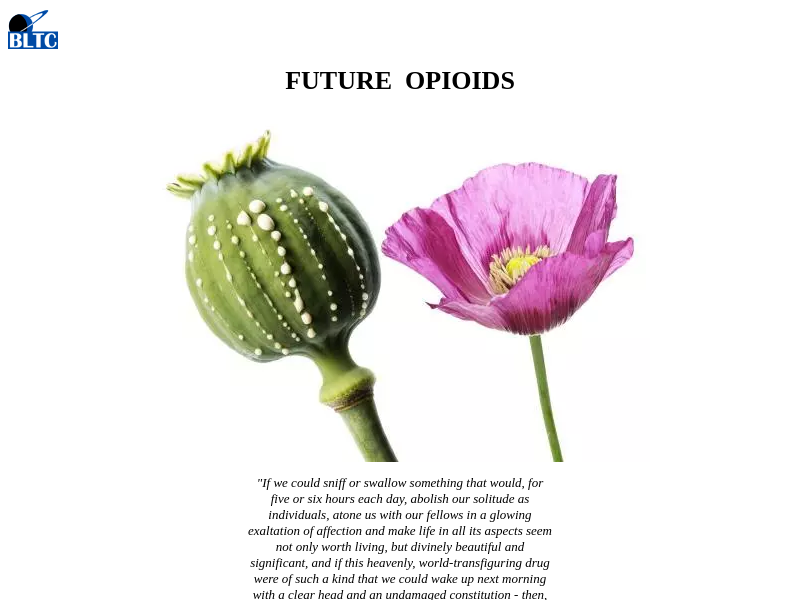 BLTC
FUTURE OPIOIDS
"If we could sniff or swallow something that would, for
five or six hours each day, abolish our solitude as
individuals, atone us with our fellows in a glowing
exaltation of affection and make life in all its aspects seem
not only worth living, but divinely beautiful and
significant, and if this heavenly, world-transfiguring drug
were of such a kind that we could wake up next morning
with a clear head and an undamaged constitution - then,